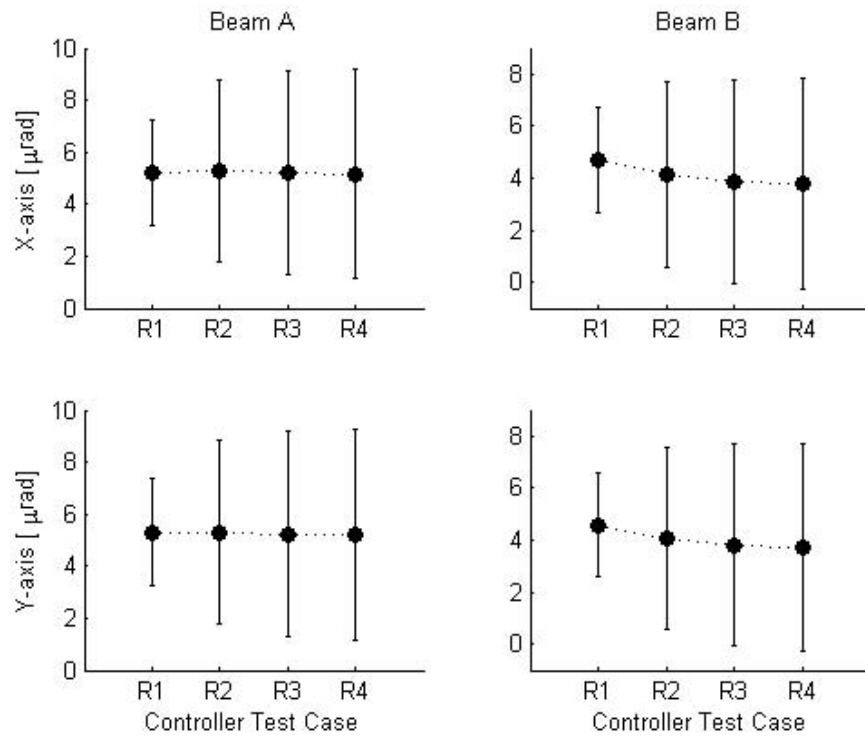 Beam A
Beam B
X-axis [ μrad]
10
8
6
4
2
0
R1 R2 R3 R4
8
6
4
2
0
R1 R2 R3 R4
Y-axis [ μrad]
10
8
6
4
2
0
R1 R2 R3 R4
Controller Test Case
8
6
4
2
0
R1 R2 R3 R4
Controller Test Case